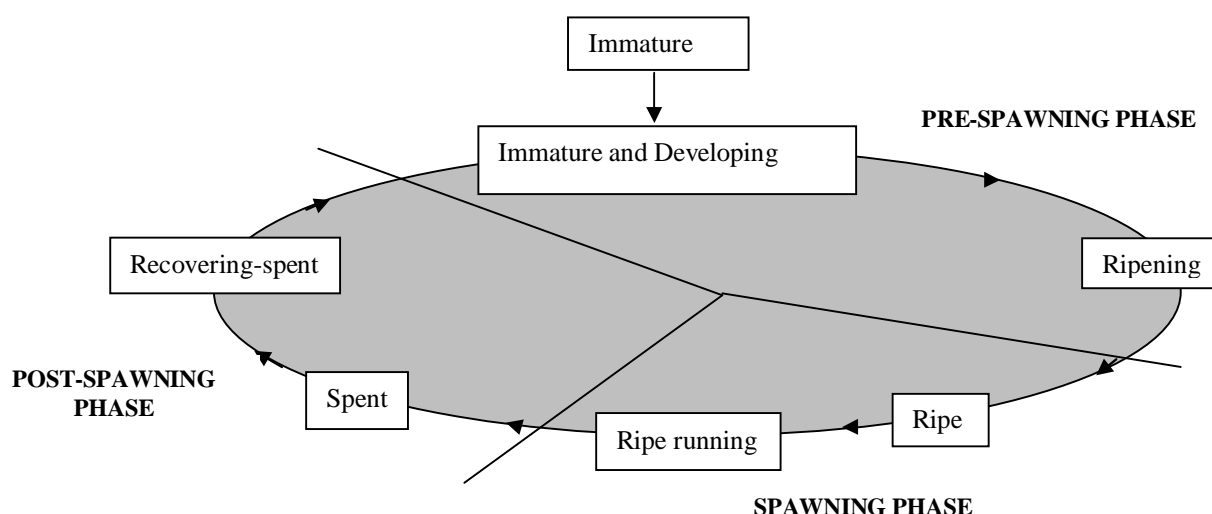 Immature
PRE-SPAWNING PHASE
Immature and Developing
Recovering-spent
Ripening
POST-SPAWNING
PHASE
Spent
Ripe
Ripe running
SPAWNING PHASE